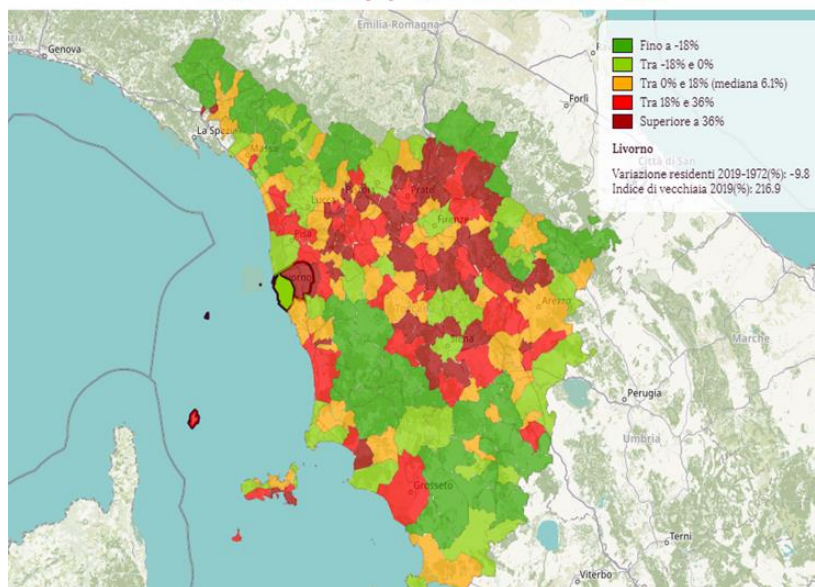 Emilia-Romagna
Genova
Forlì
La Spezia
Massa
Lucca
Prato
Pisa
Firenze
Arezzo
Siena
Grosseto
Città di San
Marche
Perugia
Umbria
Terni
Viterbo
Fino a -18%
Tra -18% e 0%
Tra 0% e 18% (mediana 6.1%)
Tra 18% e 36%
Superiore a 36%
Livorno
Variazione residenti 2019-1972(%): -9.8
Indice di vecchiaia 2019(%): 216.9